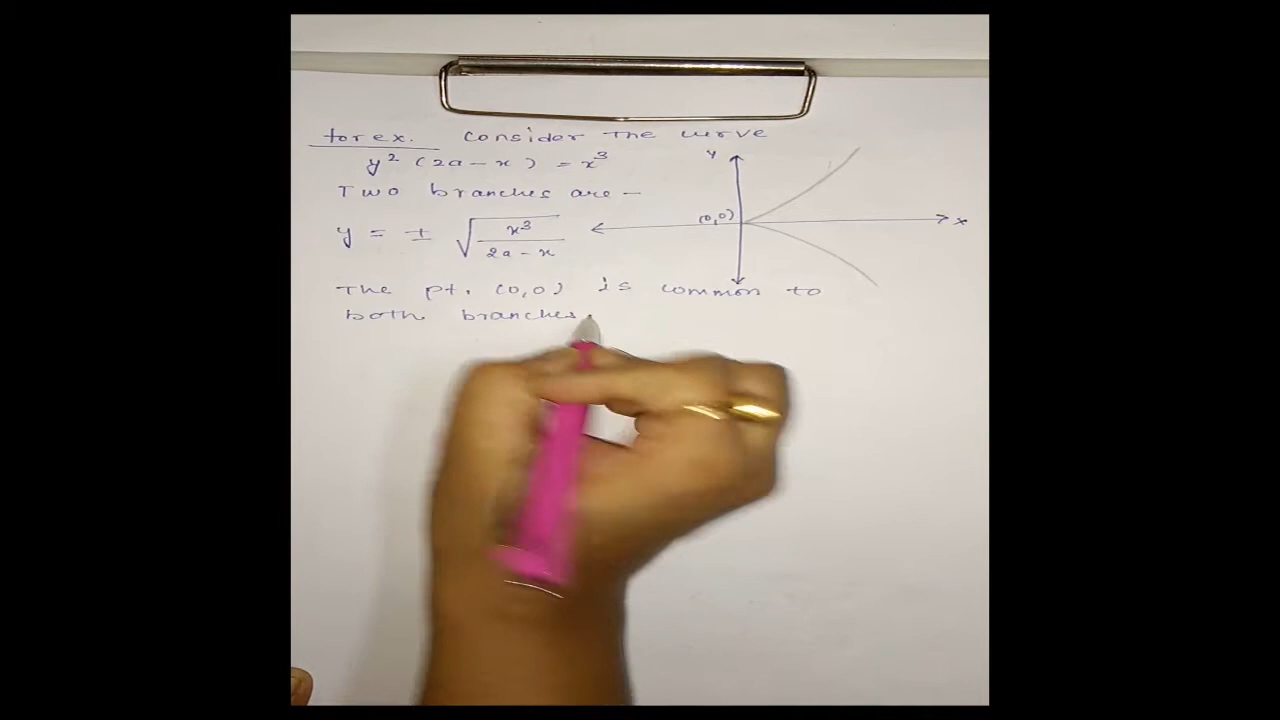 for ex. Consider the curve
y² (2a - x) = x³
Two branches are -
y = ± √(x³/(2a - x))
The pt. (0,0) is common to
both branches.
Y
(0,0)
X